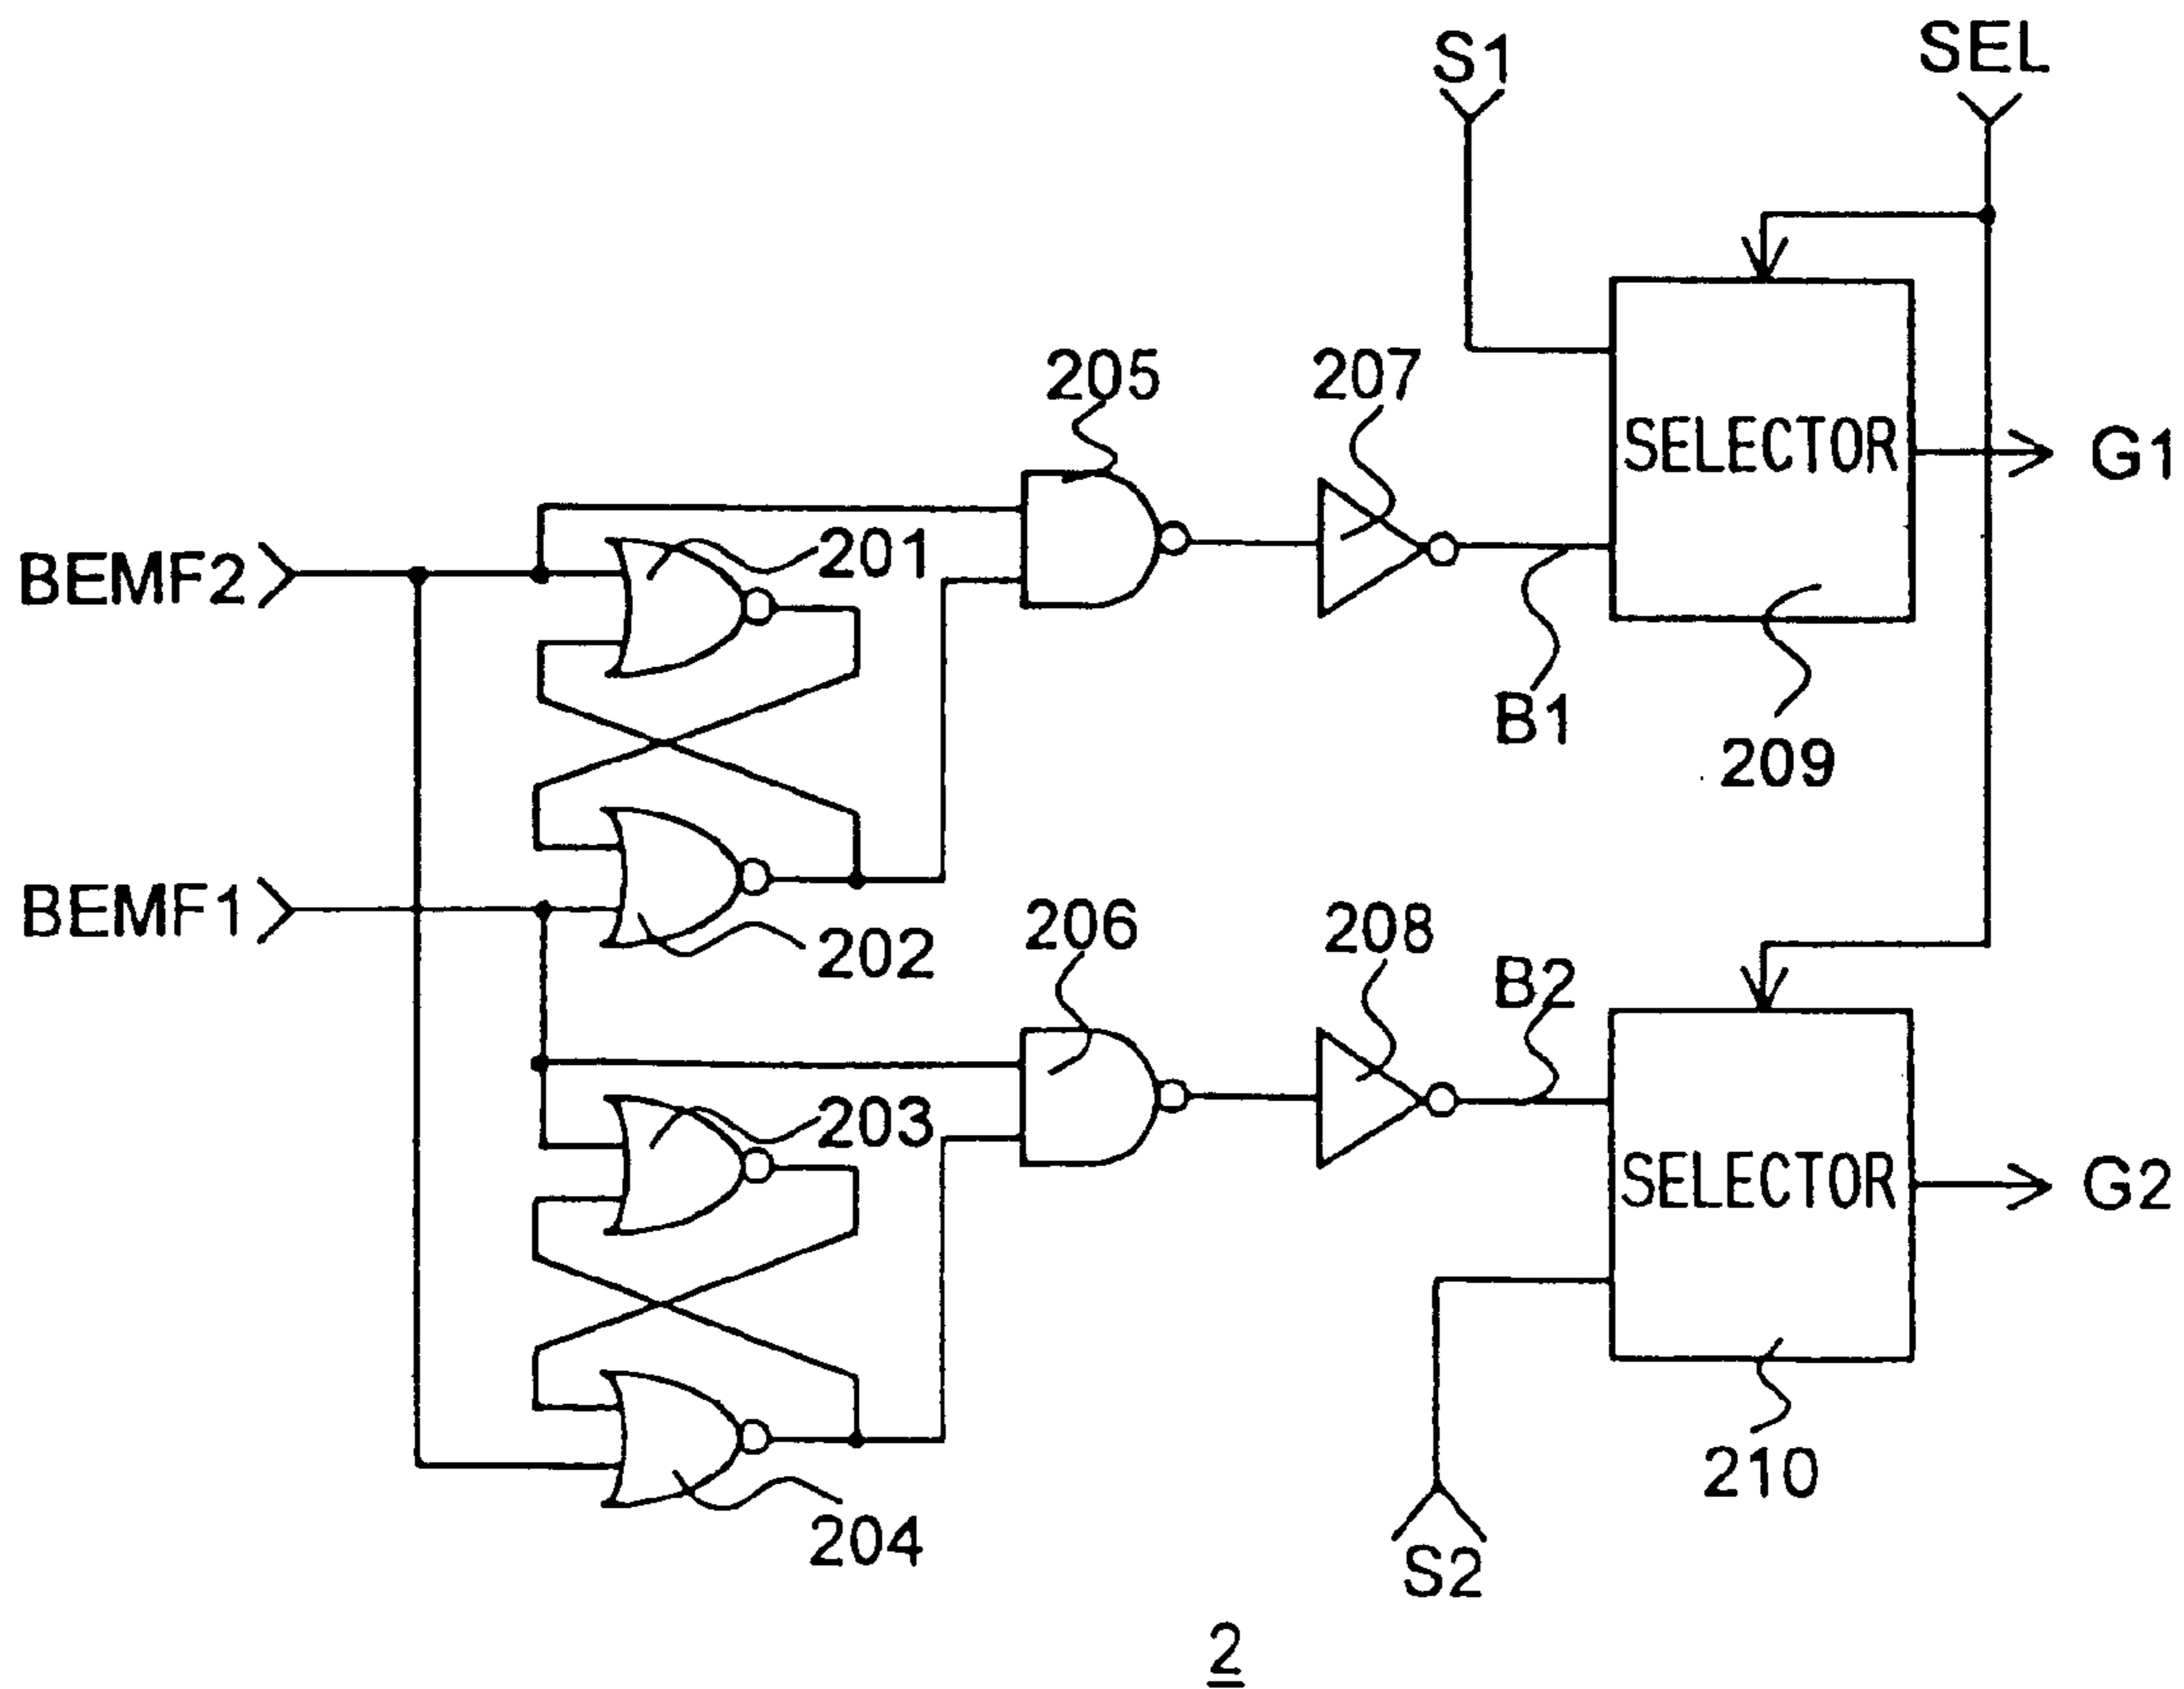 S1
SEL
205
207
SELECTOR
G1
BEMF2
201
B1
209
BEMF1
202
206
208
B2
203
SELECTOR
G2
210
204
S2
2